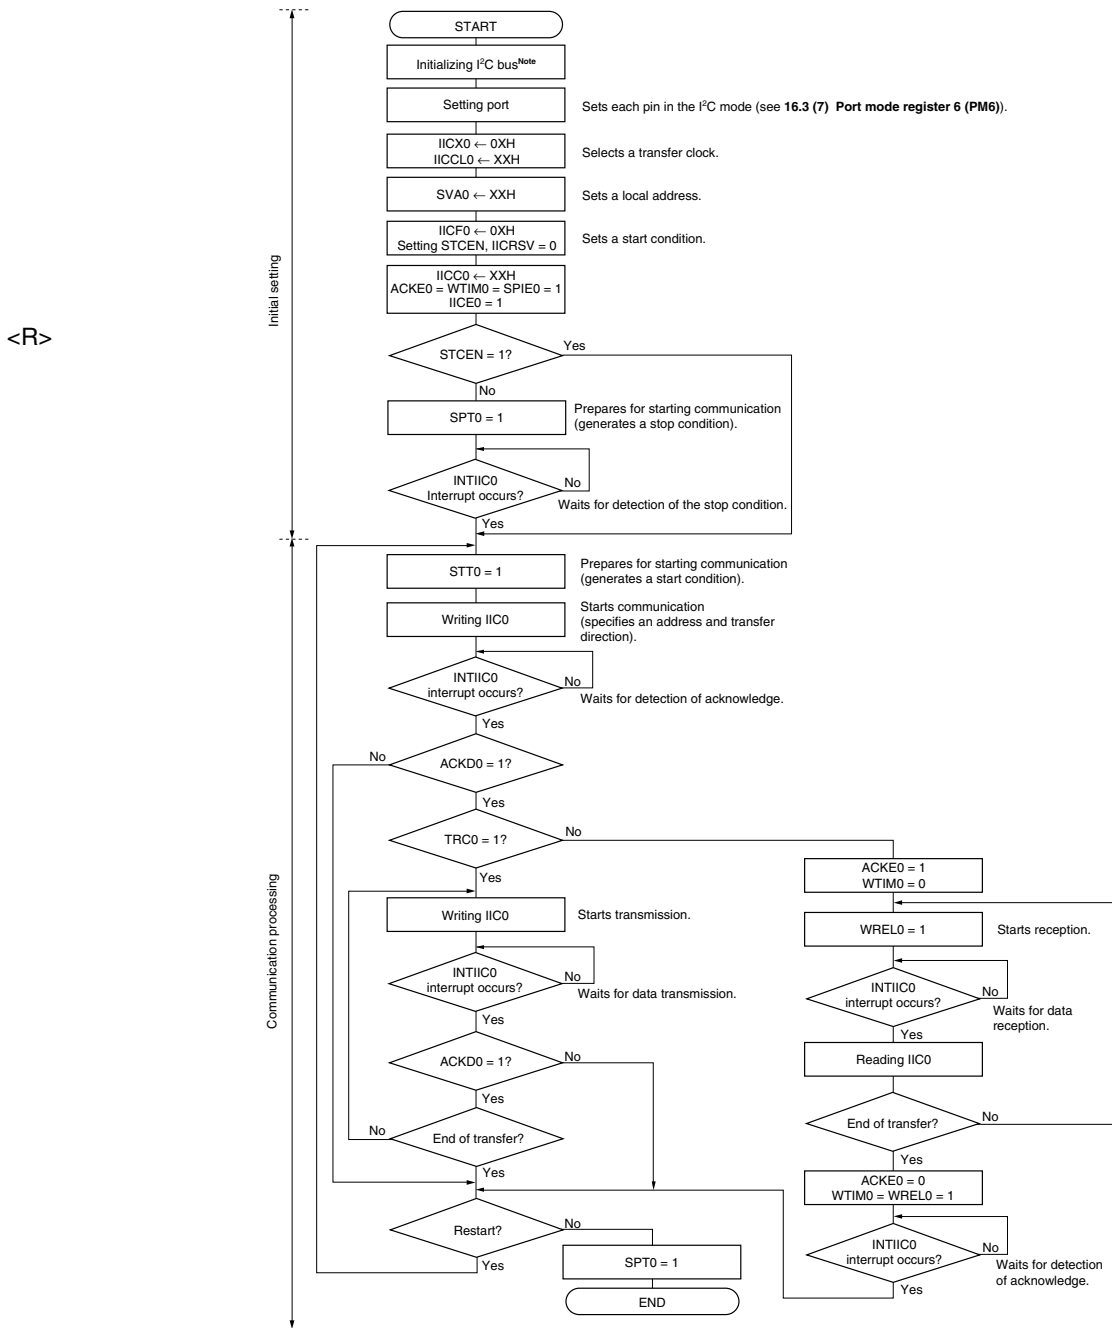 START
Initializing I²C bus^Note
Setting port
Sets each pin in the I²C mode (see 16.3 (7) Port mode register 6 (PM6)).
IICX0 ← 0XH
IICCL0 ← XXH
Selects a transfer clock.
SVA0 ← XXH
Sets a local address.
IICF0 ← 0XH
Setting STCEN, IICRSV = 0
Sets a start condition.
IICC0 ← XXH
ACKE0 = WTIM0 = SPIE0 = 1
IICE0 = 1
Initial setting
<R>
STCEN = 1?
Yes
No
SPT0 = 1
Prepares for starting communication
(generates a stop condition).
INTIIC0
Interrupt occurs?
No
Waits for detection of the stop condition.
Yes
STT0 = 1
Prepares for starting communication
(generates a start condition).
Writing IIC0
Starts communication
(specifies an address and transfer
direction).
INTIIC0
interrupt occurs?
No
Waits for detection of acknowledge.
Yes
No
ACKD0 = 1?
Yes
TRC0 = 1?
No
Yes
Communication processing
Writing IIC0
Starts transmission.
INTIIC0
interrupt occurs?
No
Waits for data transmission.
Yes
ACKD0 = 1?
No
Yes
No
End of transfer?
Yes
Restart?
No
Yes
SPT0 = 1
END
ACKE0 = 1
WTIM0 = 0
WREL0 = 1
Starts reception.
INTIIC0
interrupt occurs?
No
Waits for data
reception.
Yes
Reading IIC0
End of transfer?
No
Yes
ACKE0 = 0
WTIM0 = WREL0 = 1
INTIIC0
interrupt occurs?
No
Waits for detection
of acknowledge.
Yes